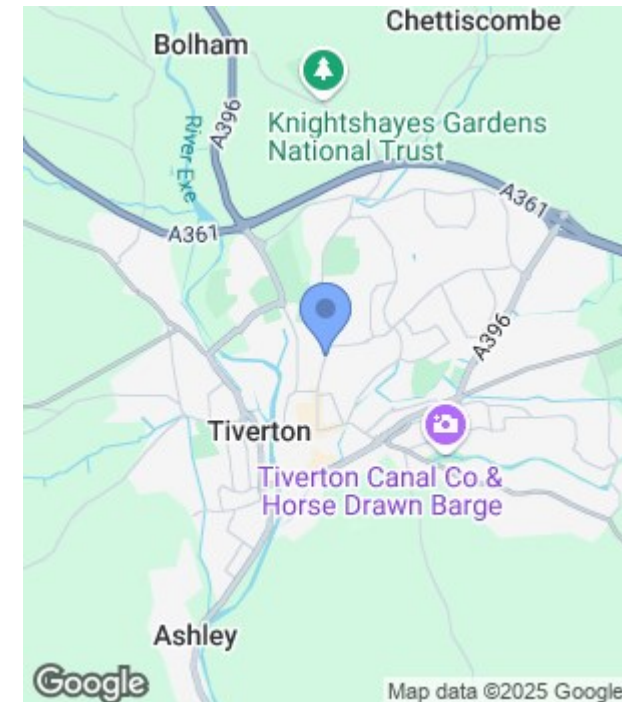 Chettiscombe
Bolham
A396
River Exe
Knightshayes Gardens
National Trust
A361
A361
A396
Tiverton
Tiverton Canal Co &
Horse Drawn Barge
Ashley
Google
Map data ©2025 Google